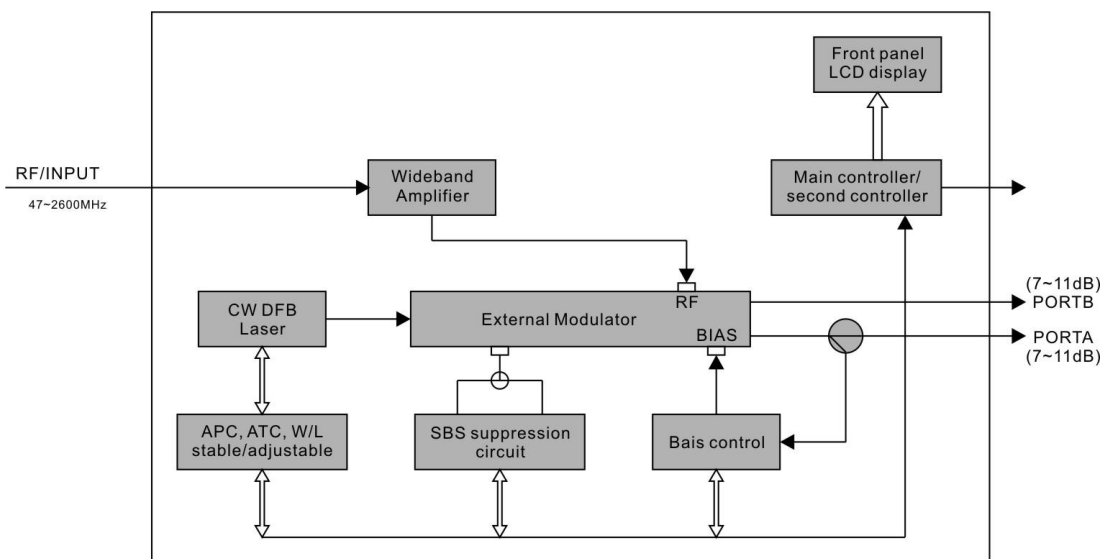 Front panel
LCD display
RF/INPUT
47~2600MHz
Wideband
Amplifier
Main controller/
second controller
(7~11dB)
PORTB
CW DFB
Laser
RF
External Modulator
BIAS
PORTA
(7~11dB)
APC, ATC, W/L
stable/adjustable
SBS suppression
circuit
Bais control